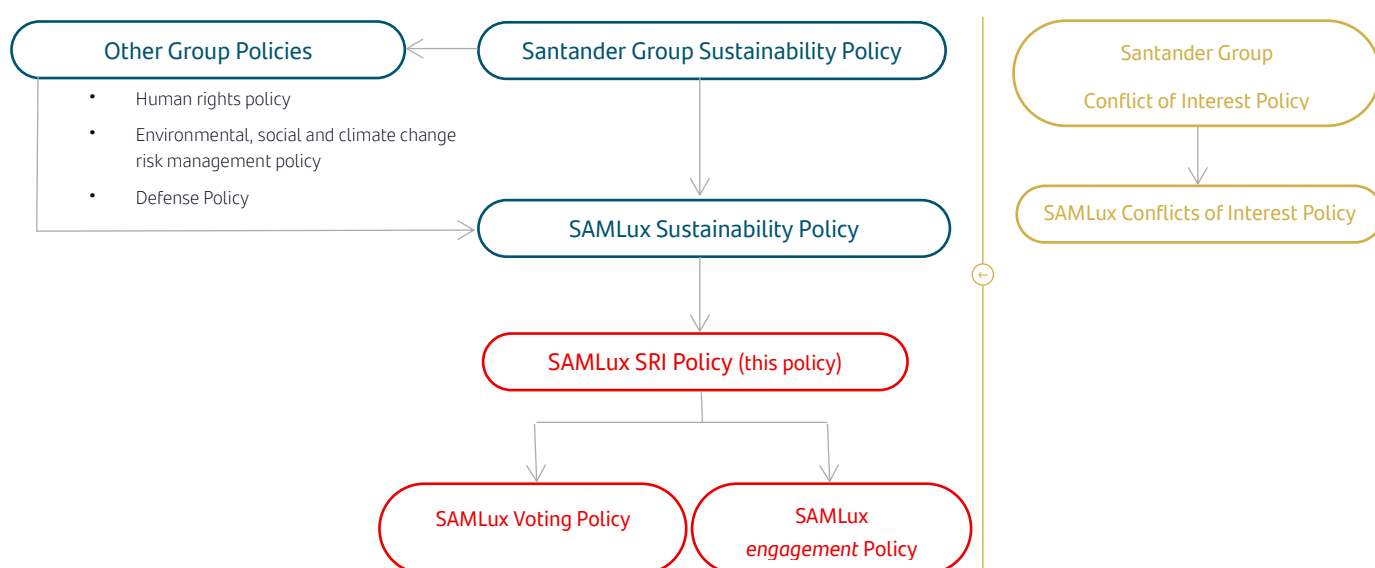 Other Group Policies
Santander Group Sustainability Policy
• Human rights policy
• Environmental, social and climate change
risk management policy
• Defense Policy
SAMLux Sustainability Policy
SAMLux SRI Policy (this policy)
SAMLux Voting Policy
SAMLux
engagement Policy
Santander Group
Conflict of Interest Policy
SAMLux Conflicts of Interest Policy
←